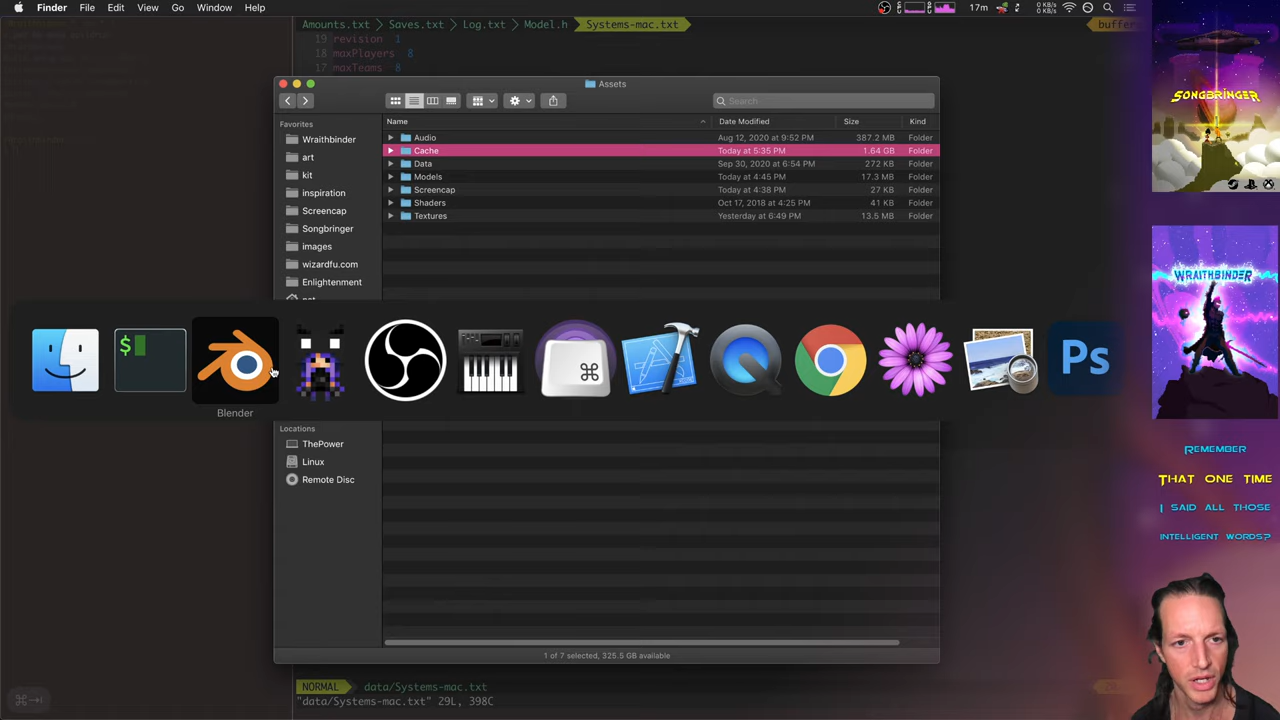 Finder File Edit View Go Window Help
17m
0 KB/s
0 KB/s
Amounts.txt Saves.txt Log.txt Model.h Systems-mac.txt
buffers
19 revision 1
18 maxPlayers 8
17 maxTeams 8
Assets
Search
Favorites
Wraithbinder
art
kit
inspiration
Screencap
Songbringer
images
wizardfu.com
Enlightenment
Locations
ThePower
Linux
Remote Disc
Name Date Modified Size Kind
Audio Aug 12, 2020 at 9:52 PM 387.2 MB Folder
Cache Today at 5:35 PM 1.64 GB Folder
Data Sep 30, 2020 at 6:54 PM 272 KB Folder
Models Today at 4:45 PM 17.3 MB Folder
Screencap Today at 4:38 PM 27 KB Folder
Shaders Oct 17, 2018 at 4:25 PM 41 KB Folder
Textures Yesterday at 6:49 PM 13.5 MB Folder
$
⌘
Ps
Blender
1 of 7 selected, 325.5 GB available
NORMAL data/Systems-mac.txt
"data/Systems-mac.txt" 29L, 398C
SONGBRINGER
WRAITHBINDER
REMEMBER
THAT ONE TIME
I SAID ALL THOSE
INTELLIGENT WORDS?